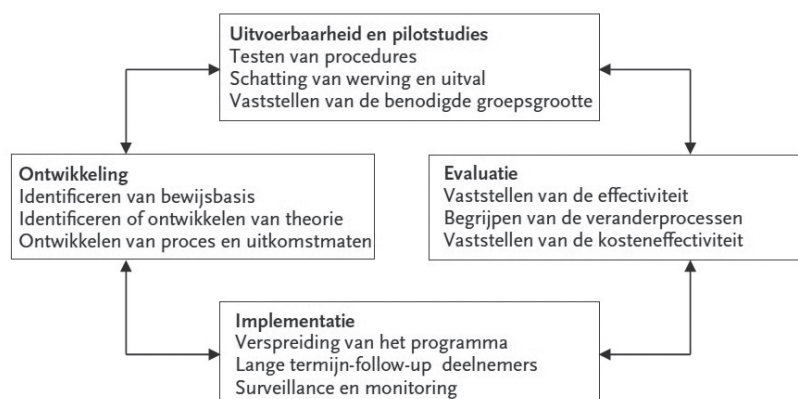 Uitvoerbaarheid en pilotstudies
Testen van procedures
Schatting van werving en uitval
Vaststellen van de benodigde groepsgrootte
Ontwikkeling
Identificeren van bewijsbasis
Identificeren of ontwikkelen van theorie
Ontwikkelen van proces en uitkomstmaten
Evaluatie
Vaststellen van de effectiviteit
Begrijpen van de veranderprocessen
Vaststellen van de kosteneffectiviteit
Implementatie
Verspreiding van het programma
Lange termijn-follow-up deelnemers
Surveillance en monitoring